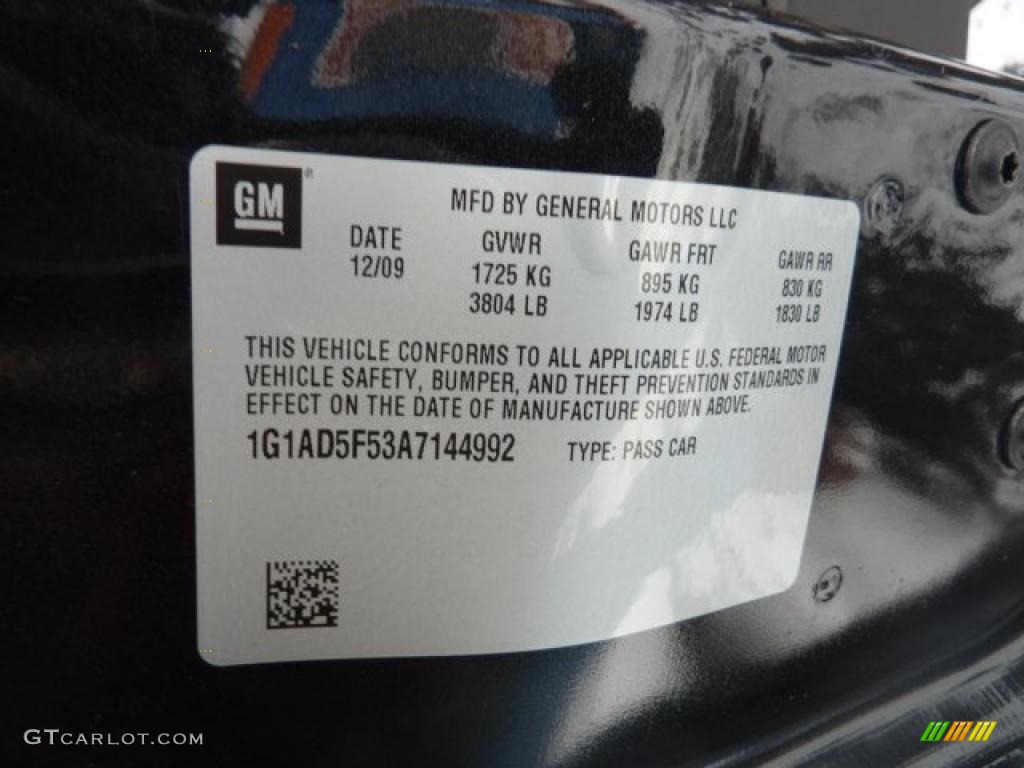 GM ®
MFD BY GENERAL MOTORS LLC
DATE GVWR GAWR FRT GAWR RR
12/09 1725 KG 895 KG 830 KG
3804 LB 1974 LB 1830 LB
THIS VEHICLE CONFORMS TO ALL APPLICABLE U.S. FEDERAL MOTOR
VEHICLE SAFETY, BUMPER, AND THEFT PREVENTION STANDARDS IN
EFFECT ON THE DATE OF MANUFACTURE SHOWN ABOVE.
1G1AD5F53A7144992 TYPE: PASS CAR
GTCARLOT.COM